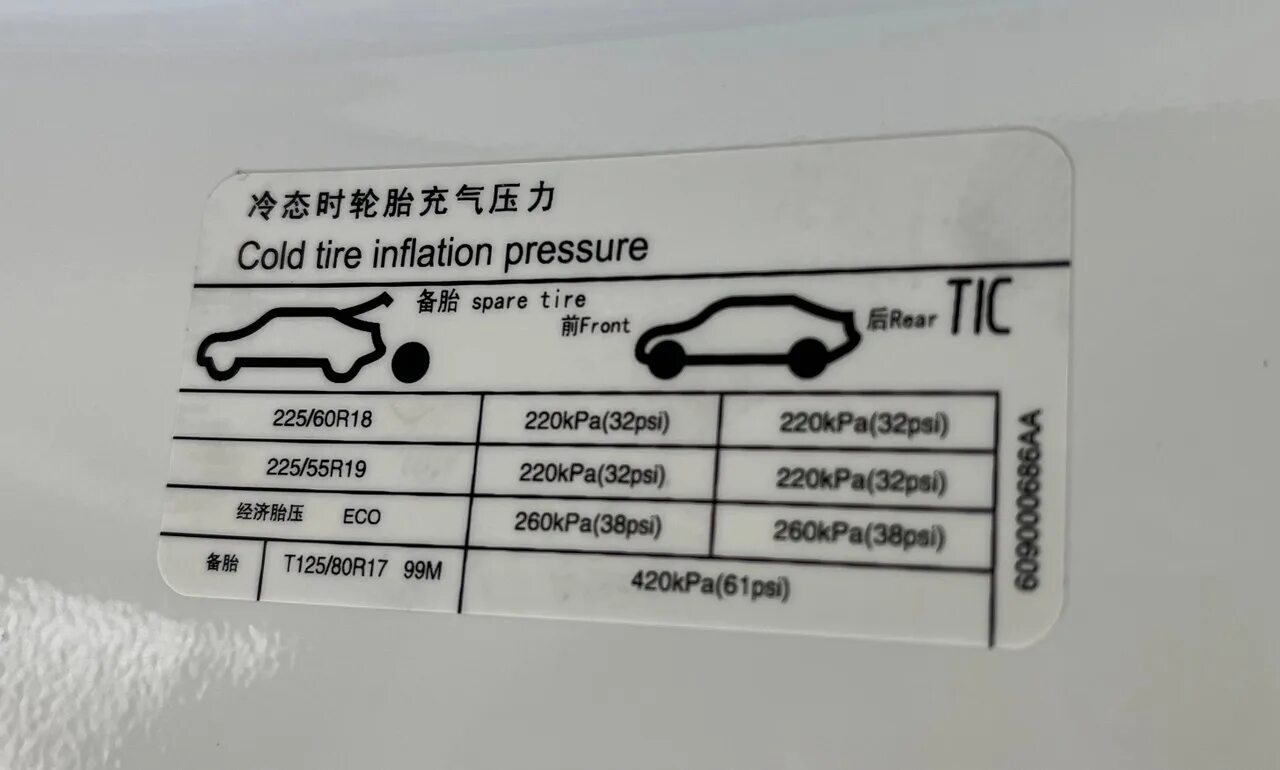 冷态时轮胎充气压力
Cold tire inflation pressure
备胎 spare tire
前Front
后Rear
TIC
225/60R18 220kPa(32psi) 220kPa(32psi)
225/55R19 220kPa(32psi) 220kPa(32psi)
经济胎压 ECO 260kPa(38psi) 260kPa(38psi)
备胎 T125/80R17 99M 420kPa(61psi)
609000686AA